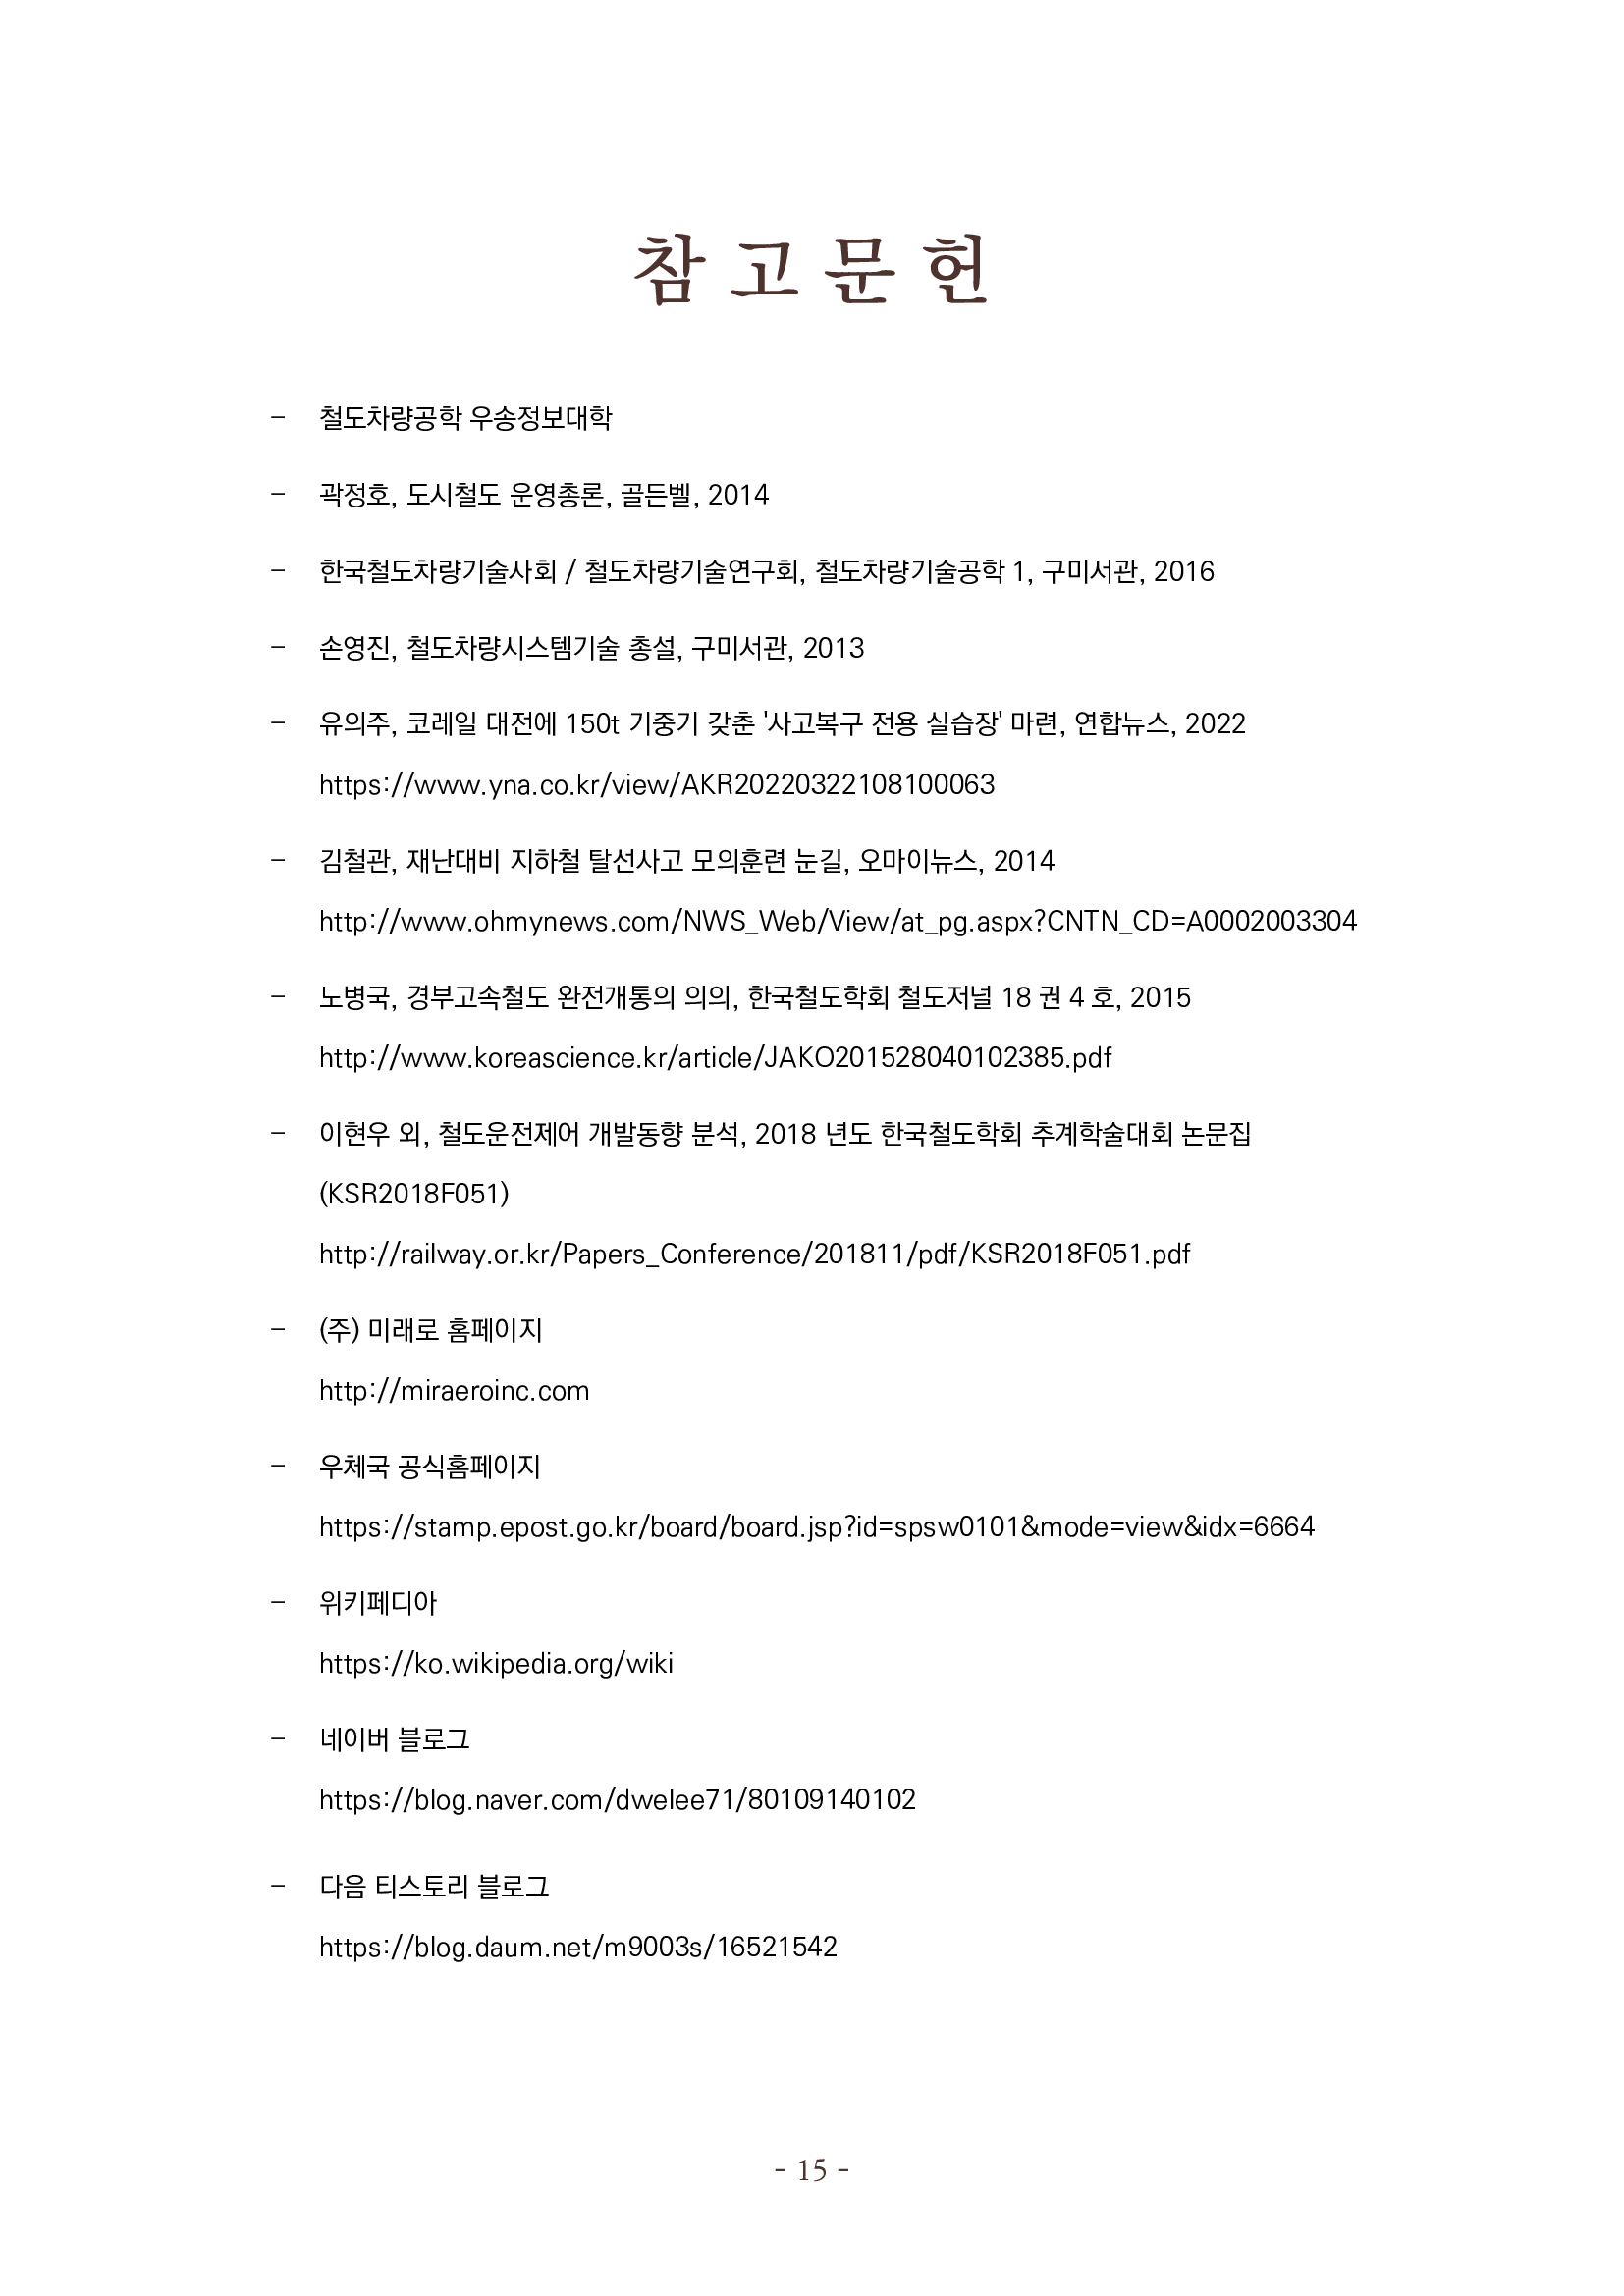 참고문헌
- 철도차량공학 우송정보대학
- 곽정호, 도시철도 운영총론, 골든벨, 2014
- 한국철도차량기술사회 / 철도차량기술연구회, 철도차량기술공학 1, 구미서관, 2016
- 손영진, 철도차량시스템기술 총설, 구미서관, 2013
- 유의주, 코레일 대전에 150t 기중기 갖춘 '사고복구 전용 실습장' 마련, 연합뉴스, 2022
https://www.yna.co.kr/view/AKR20220322108100063
- 김철관, 재난대비 지하철 탈선사고 모의훈련 눈길, 오마이뉴스, 2014
http://www.ohmynews.com/NWS_Web/View/at_pg.aspx?CNTN_CD=A0002003304
- 노병국, 경부고속철도 완전개통의 의의, 한국철도학회 철도저널 18 권 4 호, 2015
http://www.koreascience.kr/article/JAKO201528040102385.pdf
- 이현우 외, 철도운전제어 개발동향 분석, 2018 년도 한국철도학회 추계학술대회 논문집
(KSR2018F051)
http://railway.or.kr/Papers_Conference/201811/pdf/KSR2018F051.pdf
- (주) 미래로 홈페이지
http://miraeroinc.com
- 우체국 공식홈페이지
https://stamp.epost.go.kr/board/board.jsp?id=spsw0101&mode=view&idx=6664
- 위키페디아
https://ko.wikipedia.org/wiki
- 네이버 블로그
https://blog.naver.com/dwelee71/80109140102
- 다음 티스토리 블로그
https://blog.daum.net/m9003s/16521542
- 15 -